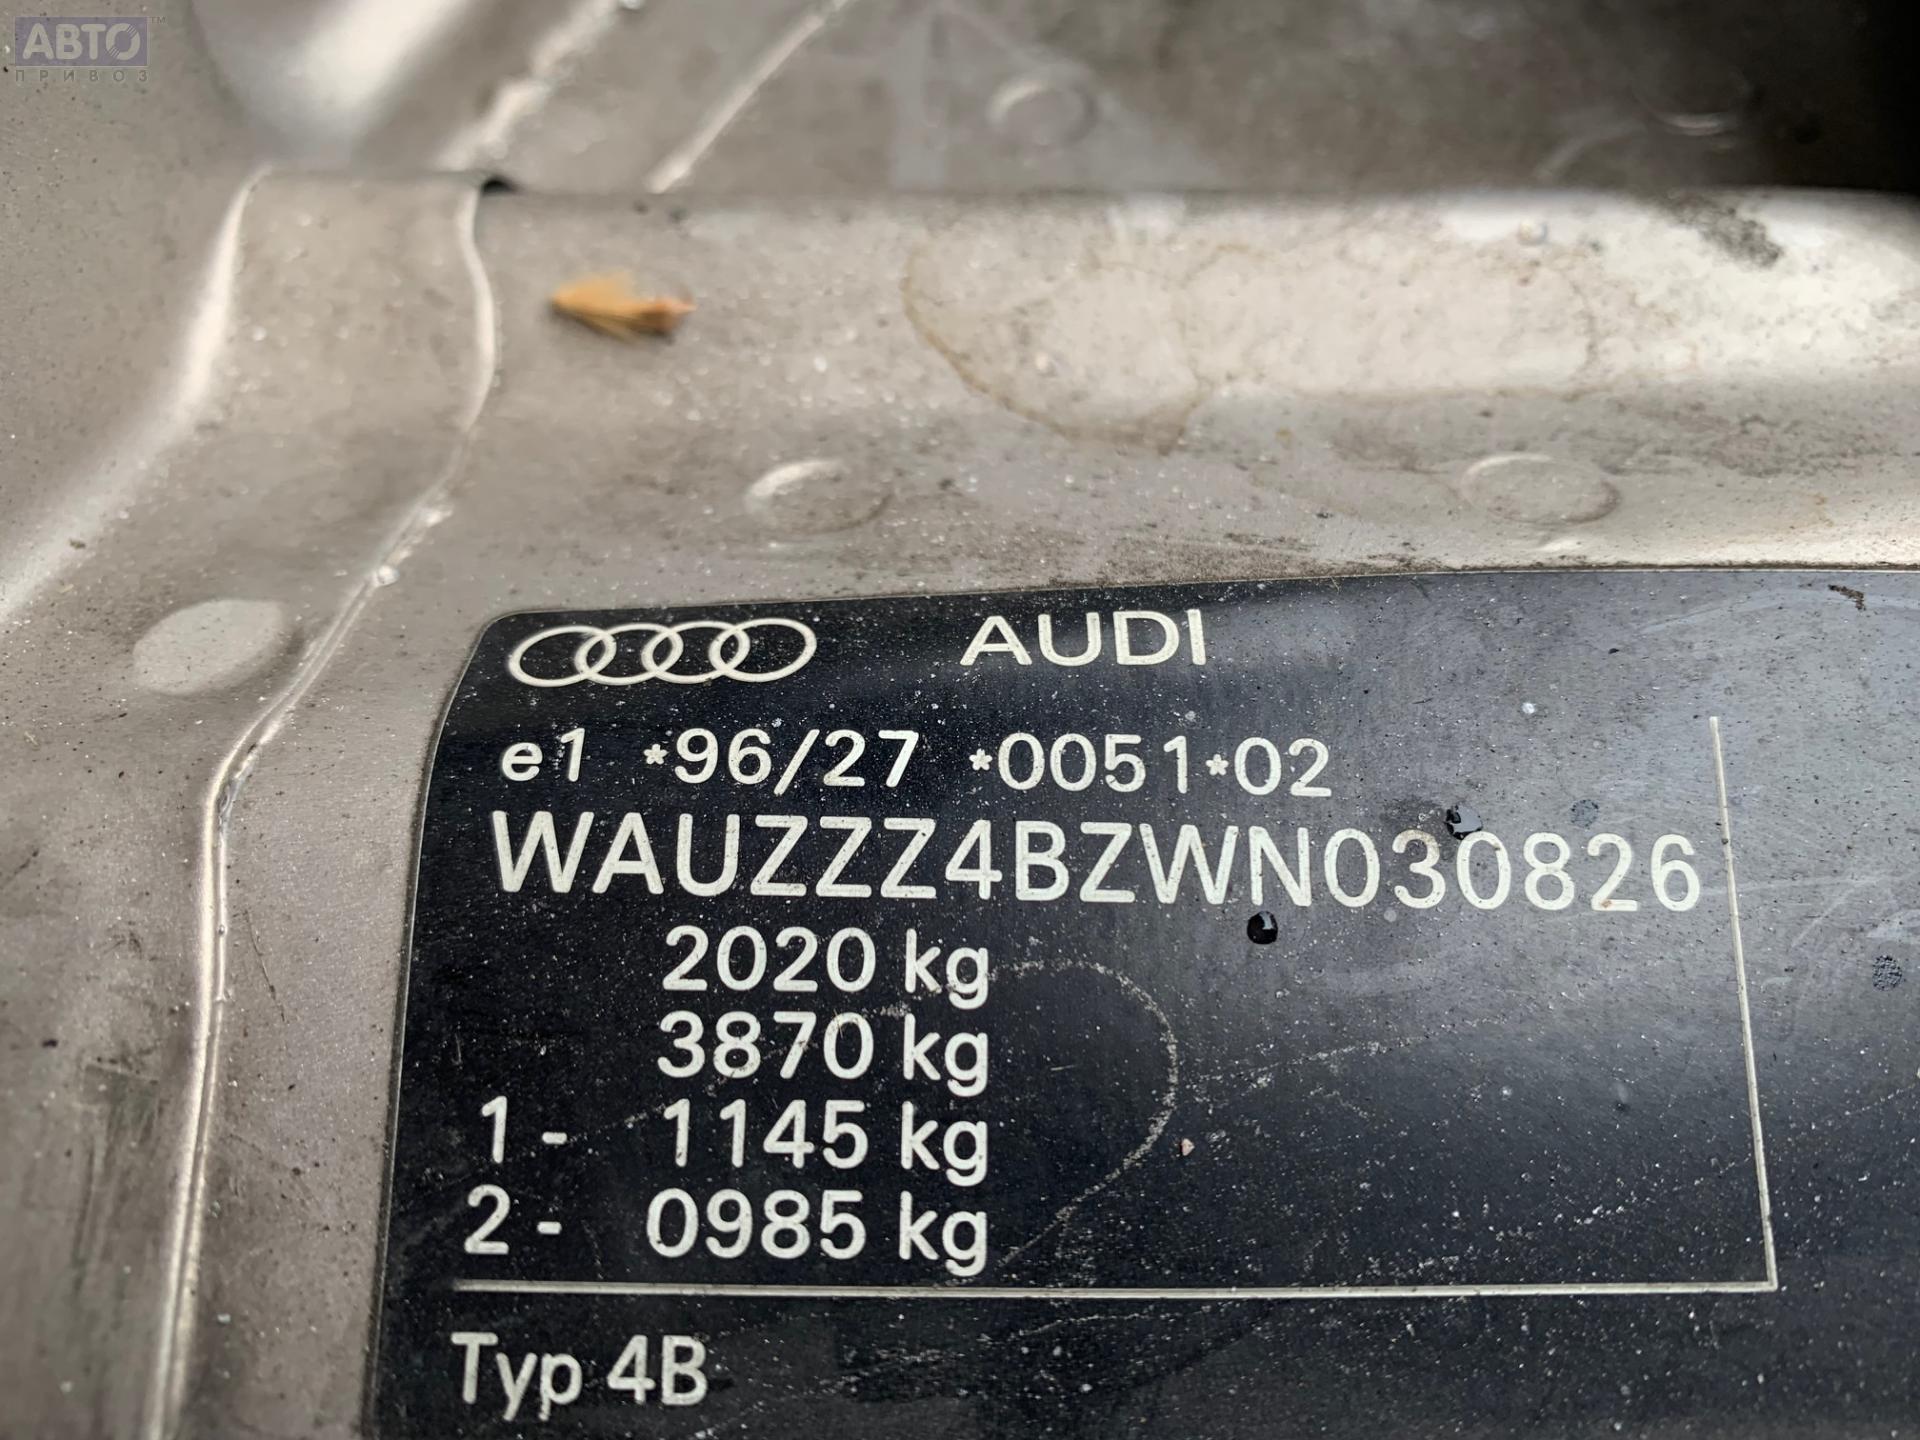 АВТО™
ПРИВОЗ
AUDI
e1 *96/27 *0051*02
WAUZZZ4BZWN030826
2020 kg
3870 kg
1- 1145 kg
2- 0985 kg
Typ 4B